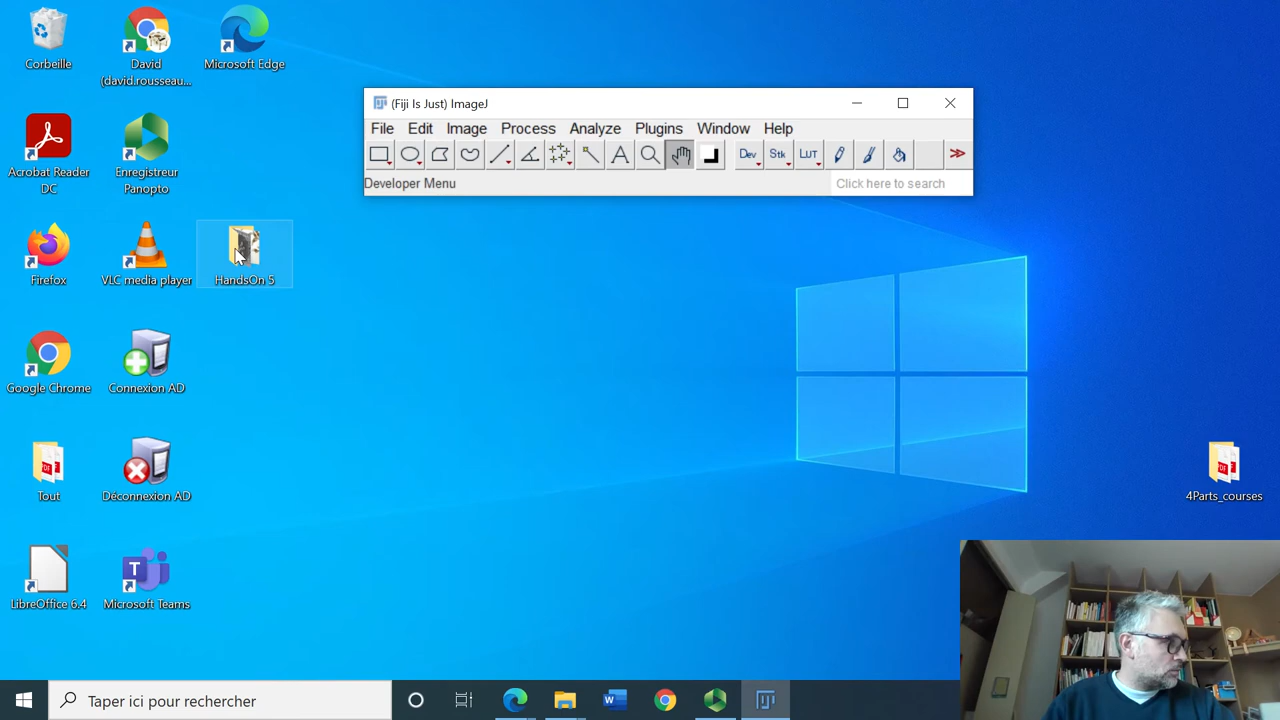 Corbeille
David
(david.rousseau...
Microsoft Edge
Acrobat Reader
DC
Enregistreur
Panopto
Firefox
VLC media player
HandsOn 5
Google Chrome
Connexion AD
Tout
Déconnexion AD
LibreOffice 6.4
Microsoft Teams
(Fiji Is Just) ImageJ
File Edit Image Process Analyze Plugins Window Help
Dev Stk LUT
Developer Menu
Click here to search
4Parts_courses
Taper ici pour rechercher